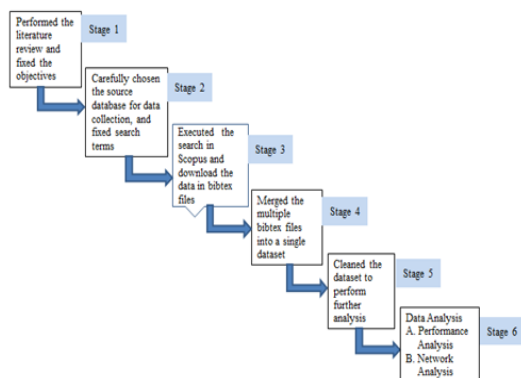 Performed the
literature review
and fixed the
objectives
Stage 1
Carefully chosen
the source
database for data
collection, and
fixed search
terms
Stage 2
Executed the
search in
Scopus and
download the
data in bibtex
files
Stage 3
Merged the
multiple
bibtex files
into a single
dataset
Stage 4
Cleaned the
dataset to
perform
further
analysis
Stage 5
Data Analysis
A. Performance
Analysis
B. Network
Analysis
Stage 6